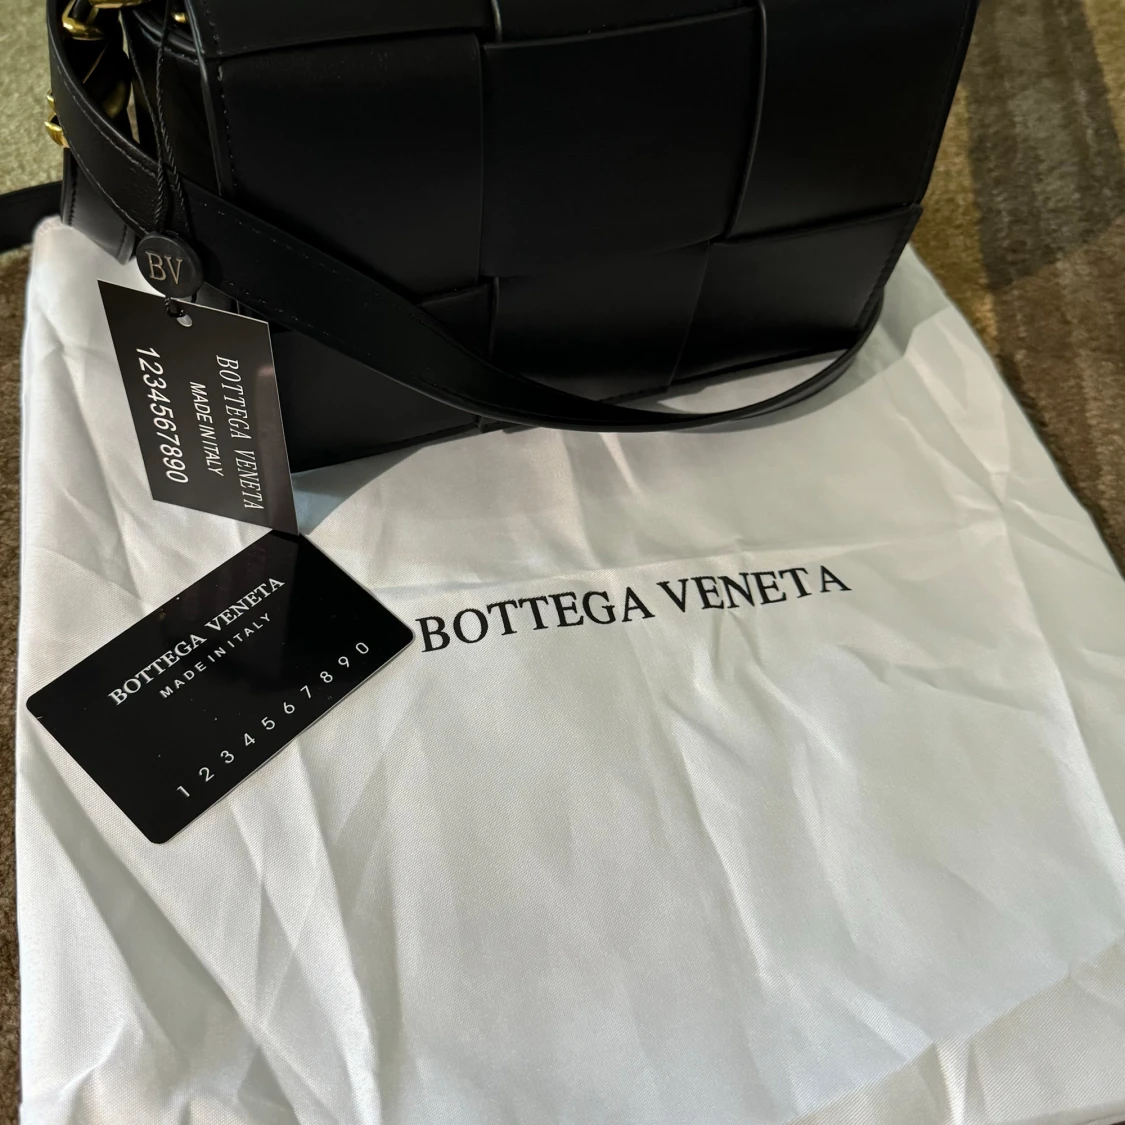 BV
BOTTEGA VENETA
MADE IN ITALY
1234567890
BOTTEGA VENETA
MADE IN ITALY
1 2 3 4 5 6 7 8 9 0
BOTTEGA VENETA